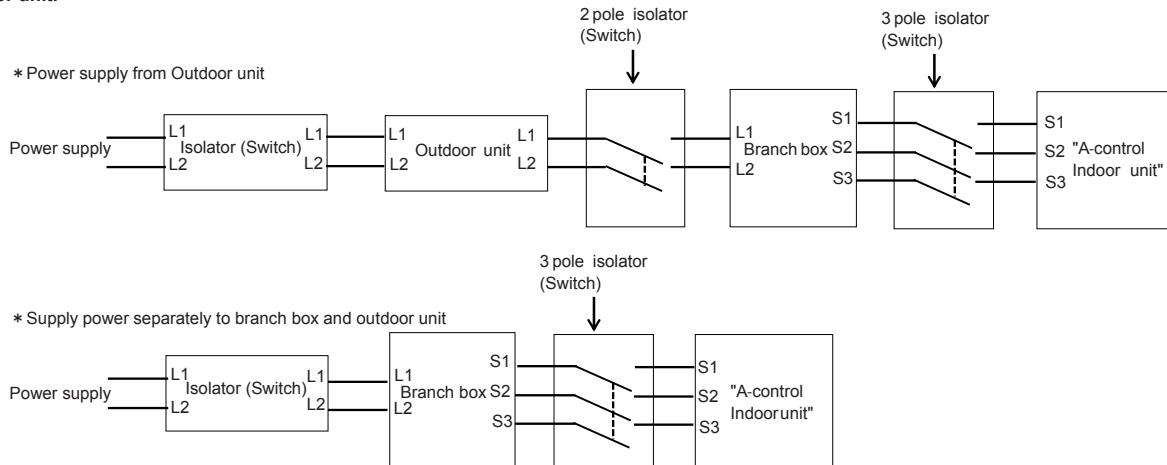 2 pole isolator
(Switch)
3 pole isolator
(Switch)
* Power supply from Outdoor unit
Power supply
L1
L2
Isolator (Switch)
L1
L2
L1
L2
Outdoor unit
L1
L2
L1
L2
Branch box
S1
S2
S3
S1
S2
S3
"A-control
Indoor unit"
3 pole isolator
(Switch)
* Supply power separately to branch box and outdoor unit
Power supply
L1
L2
Isolator (Switch)
L1
L2
L1
L2
Branch box
S1
S2
S3
S1
S2
S3
"A-control
Indoorunit"